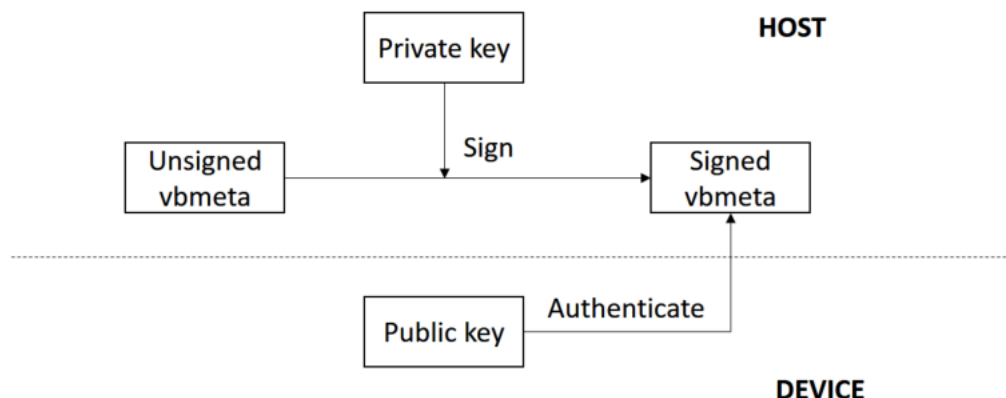 HOST
Private key
Sign
Unsigned
vbmeta
Signed
vbmeta
Authenticate
Public key
DEVICE